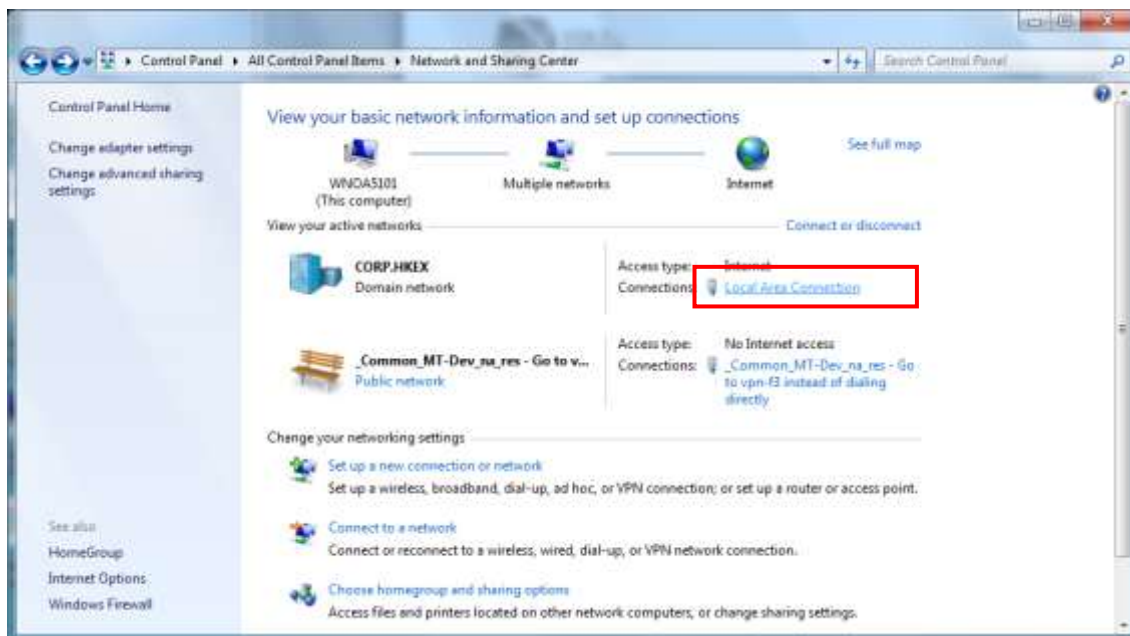 Control Panel ▸ All Control Panel Items ▸ Network and Sharing Center
Search Control Panel
Control Panel Home
Change adapter settings
Change advanced sharing
settings
See also
HomeGroup
Internet Options
Windows Firewall
View your basic network information and set up connections
See full map
WNOA5101
(This computer)
Multiple networks
Internet
View your active networks
Connect or disconnect
CORP.HKEX
Domain network
Access type: Internet
Connections: Local Area Connection
_Common_MT-Dev_na_res - Go to v...
Public network
Access type: No Internet access
Connections: _Common_MT-Dev_na_res - Go
to vpn-f3 instead of dialing
directly
Change your networking settings
Set up a new connection or network
Set up a wireless, broadband, dial-up, ad hoc, or VPN connection; or set up a router or access point.
Connect to a network
Connect or reconnect to a wireless, wired, dial-up, or VPN network connection.
Choose homegroup and sharing options
Access files and printers located on other network computers, or change sharing settings.